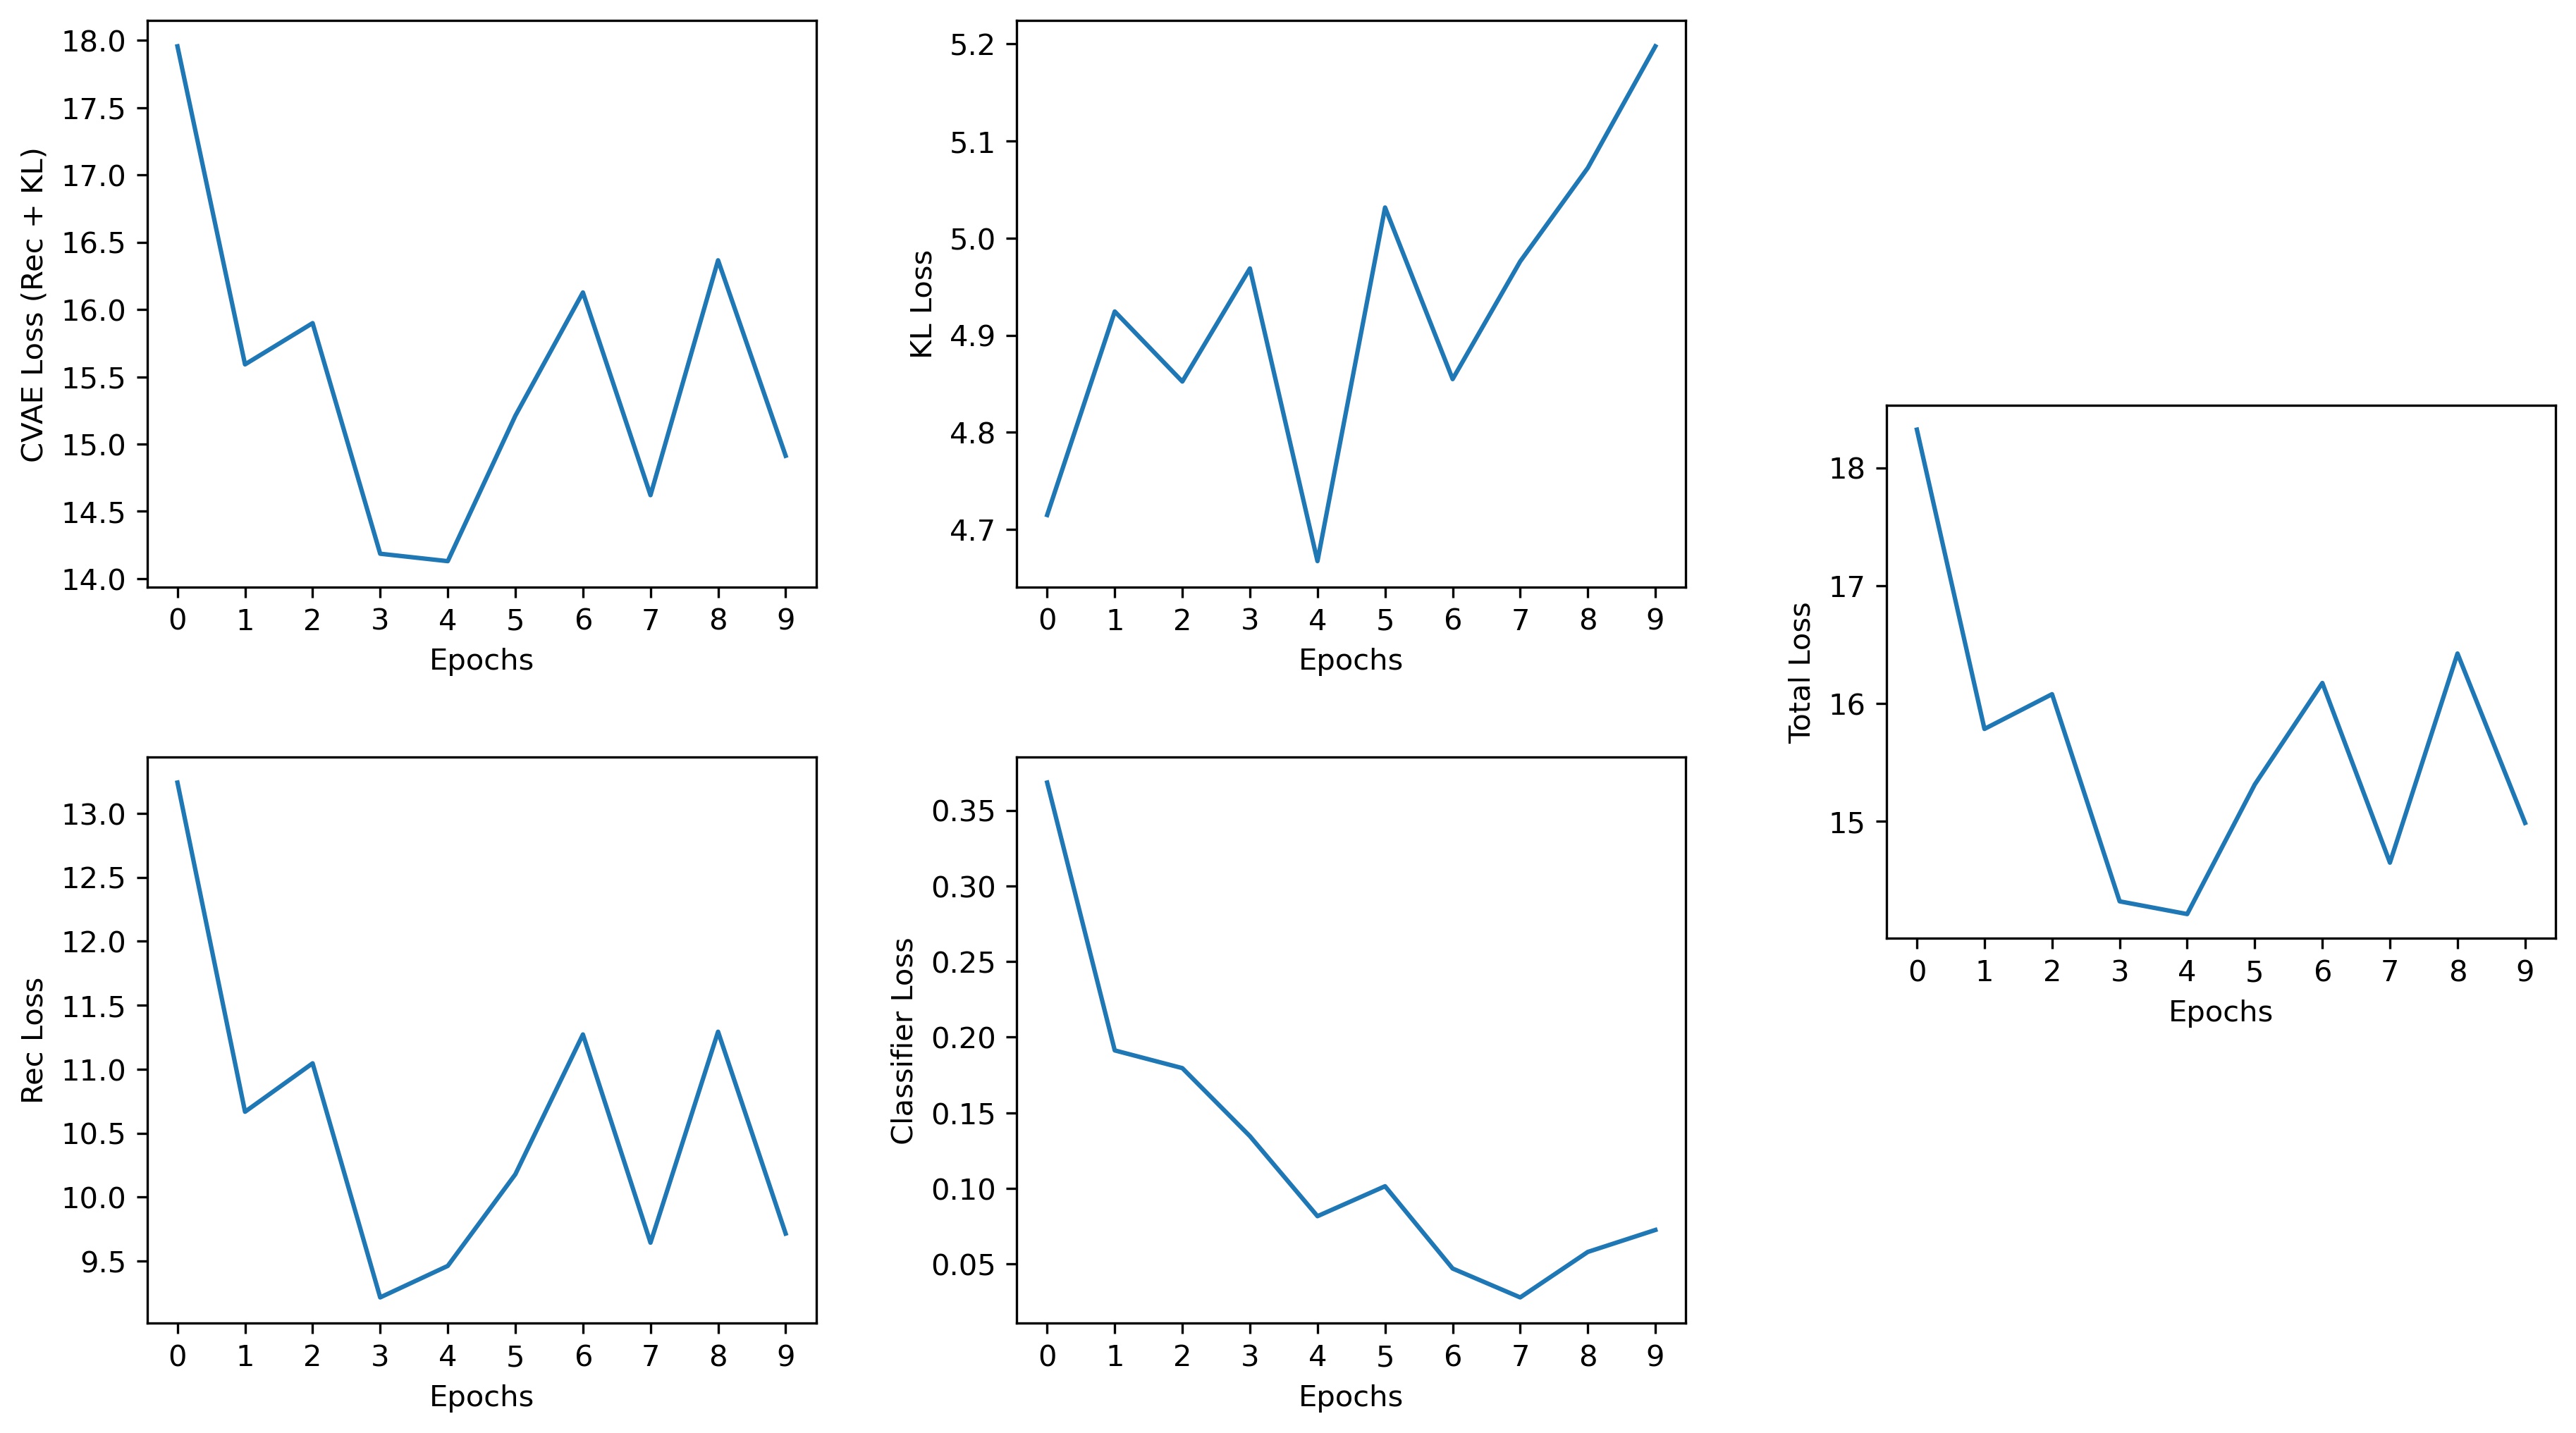 CVAE Loss (Rec + KL)
18.0
17.5
17.0
16.5
16.0
15.5
15.0
14.5
14.0
0 1 2 3 4 5 6 7 8 9
Epochs
KL Loss
5.2
5.1
5.0
4.9
4.8
4.7
0 1 2 3 4 5 6 7 8 9
Epochs
Rec Loss
13.0
12.5
12.0
11.5
11.0
10.5
10.0
9.5
0 1 2 3 4 5 6 7 8 9
Epochs
Classifier Loss
0.35
0.30
0.25
0.20
0.15
0.10
0.05
0 1 2 3 4 5 6 7 8 9
Epochs
Total Loss
18
17
16
15
0 1 2 3 4 5 6 7 8 9
Epochs